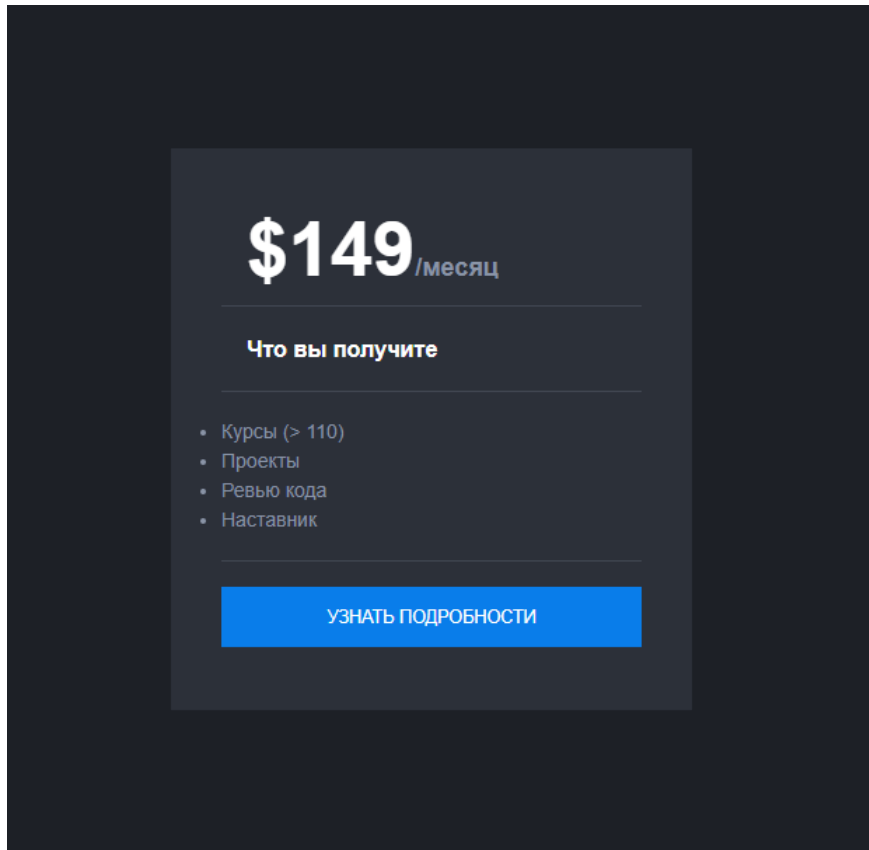 $149/месяц
Что вы получите
Курсы (> 110)
Проекты
Ревью кода
Наставник
УЗНАТЬ ПОДРОБНОСТИ